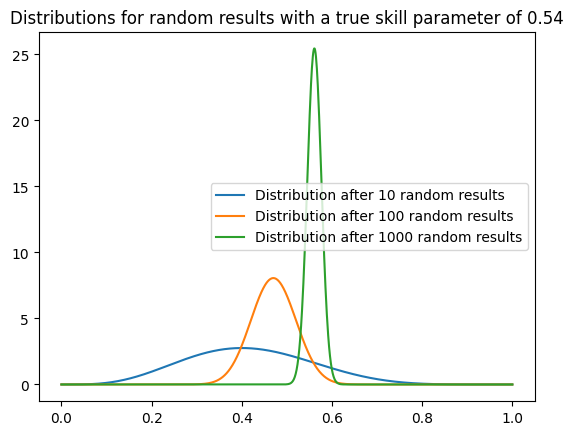 Distributions for random results with a true skill parameter of 0.54
25
20
15
10
5
0
Distribution after 10 random results
Distribution after 100 random results
Distribution after 1000 random results
0.0 0.2 0.4 0.6 0.8 1.0